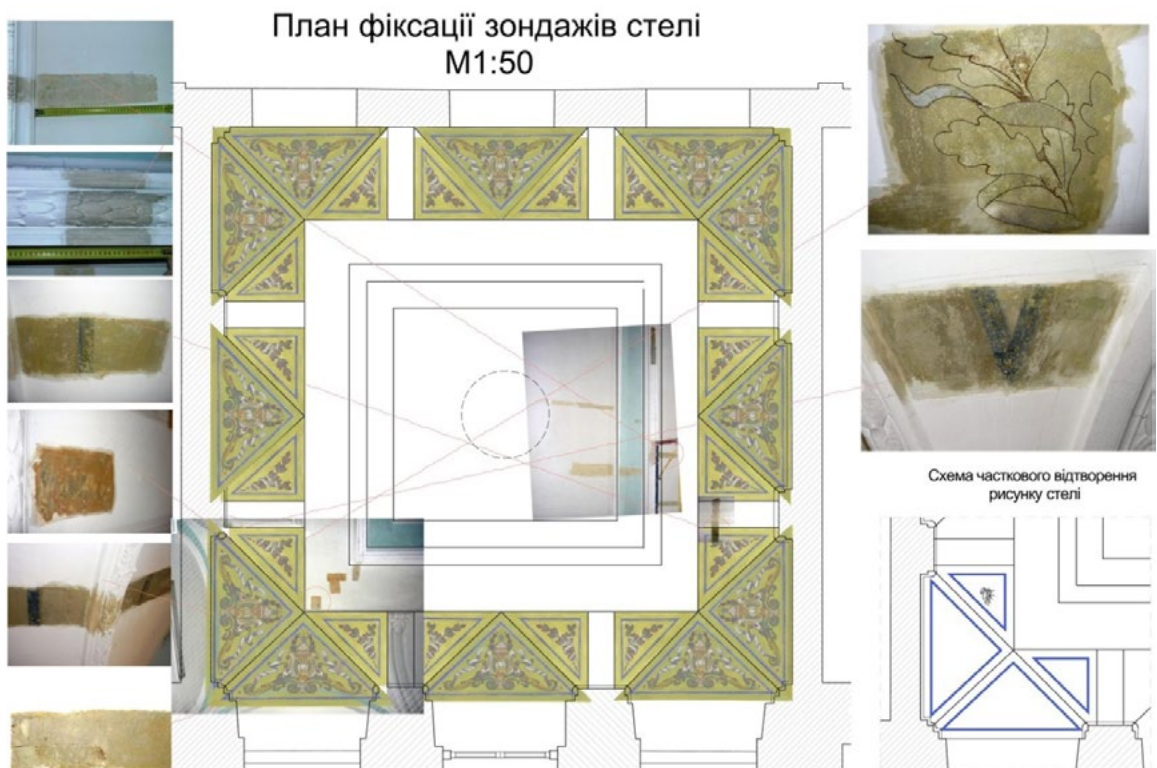 План фіксації зондажів стелі
М1:50
Схема часткового відтворення
рисунку стелі